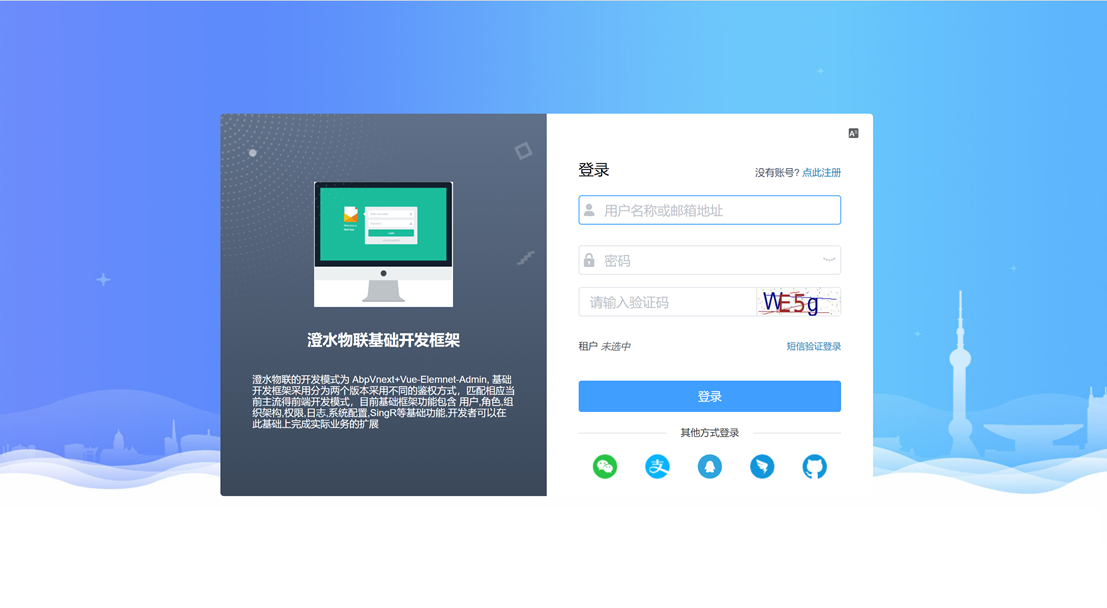 登录
没有账号? 点此注册
用户名称或邮箱地址
密码
请输入验证码
WE5g
租户 未选中
短信验证登录
登录
其他方式登录
澄水物联基础开发框架
澄水物联的开发模式为 AbpVnext+Vue-Elemnet-Admin, 基础
开发框架采用分为两个版本采用不同的鉴权方式，匹配相应当
前主流得前端开发模式，目前基础框架功能包含 用户,角色,组
织架构,权限,日志,系统配置,SingR等基础功能,开发者可以在
此基础上完成实际业务的扩展